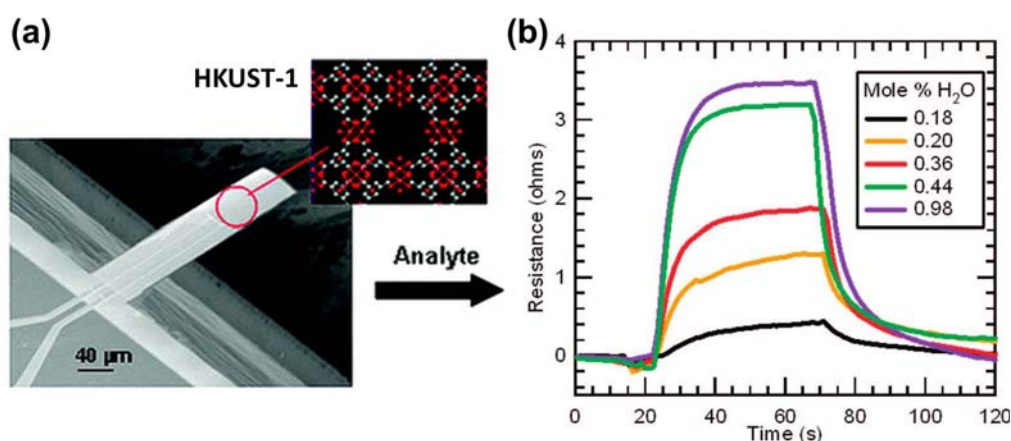 (a)
HKUST-1
40 µm
Analyte
(b)
4
3
2
1
0
Resistance (ohms)
Mole % H₂O
0.18
0.20
0.36
0.44
0.98
0 20 40 60 80 100 120
Time (s)